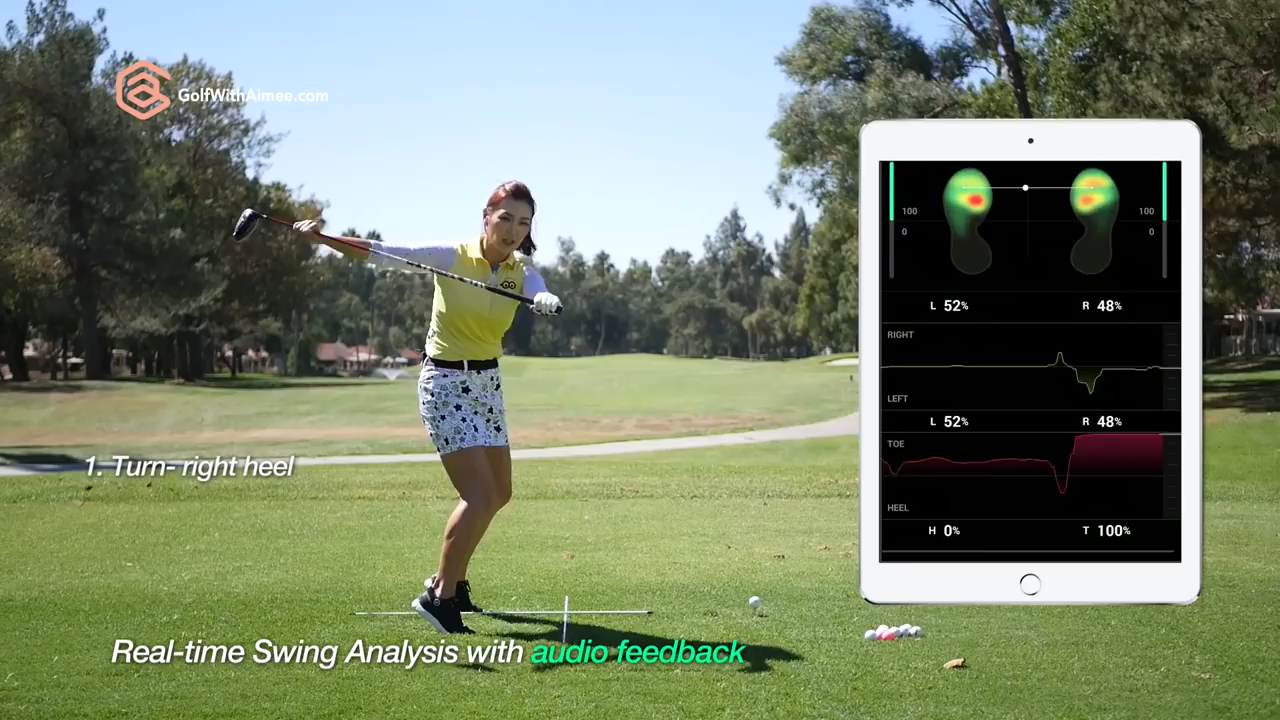 GolfWithAimee.com
100
0
100
0
L 52%
R 48%
RIGHT
LEFT
L 52%
R 48%
TOE
HEEL
H 0%
T 100%
1. Turn- right heel
Real-time Swing Analysis with audio feedback